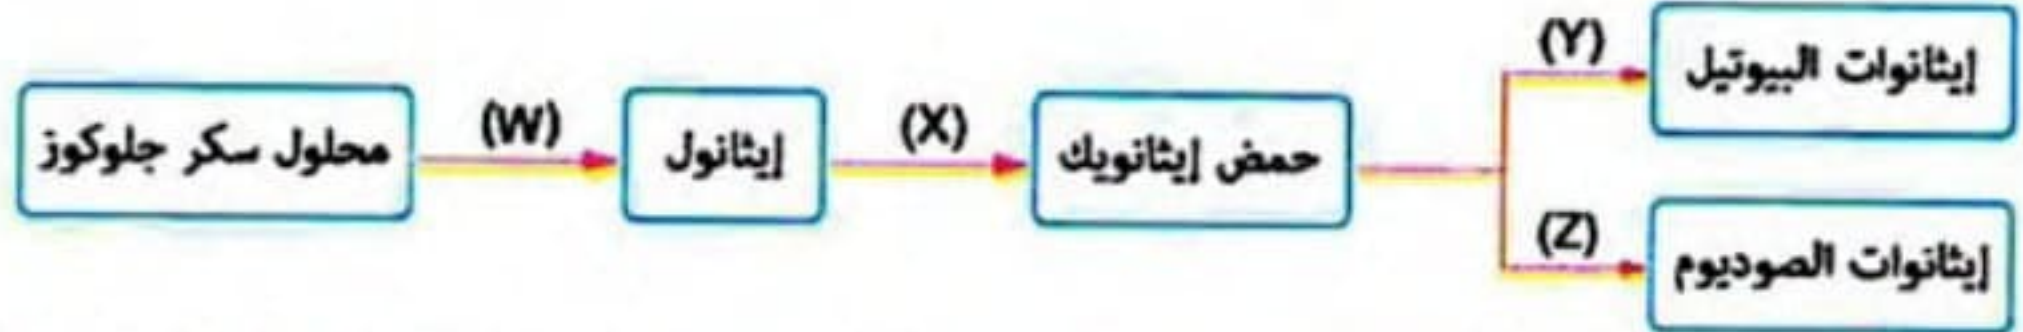 محلول سكر جلوكوز
(W)
إيثانول
(X)
حمض إيثانويك
(Y)
إيثانوات البيوتيل
(Z)
إيثانوات الصوديوم